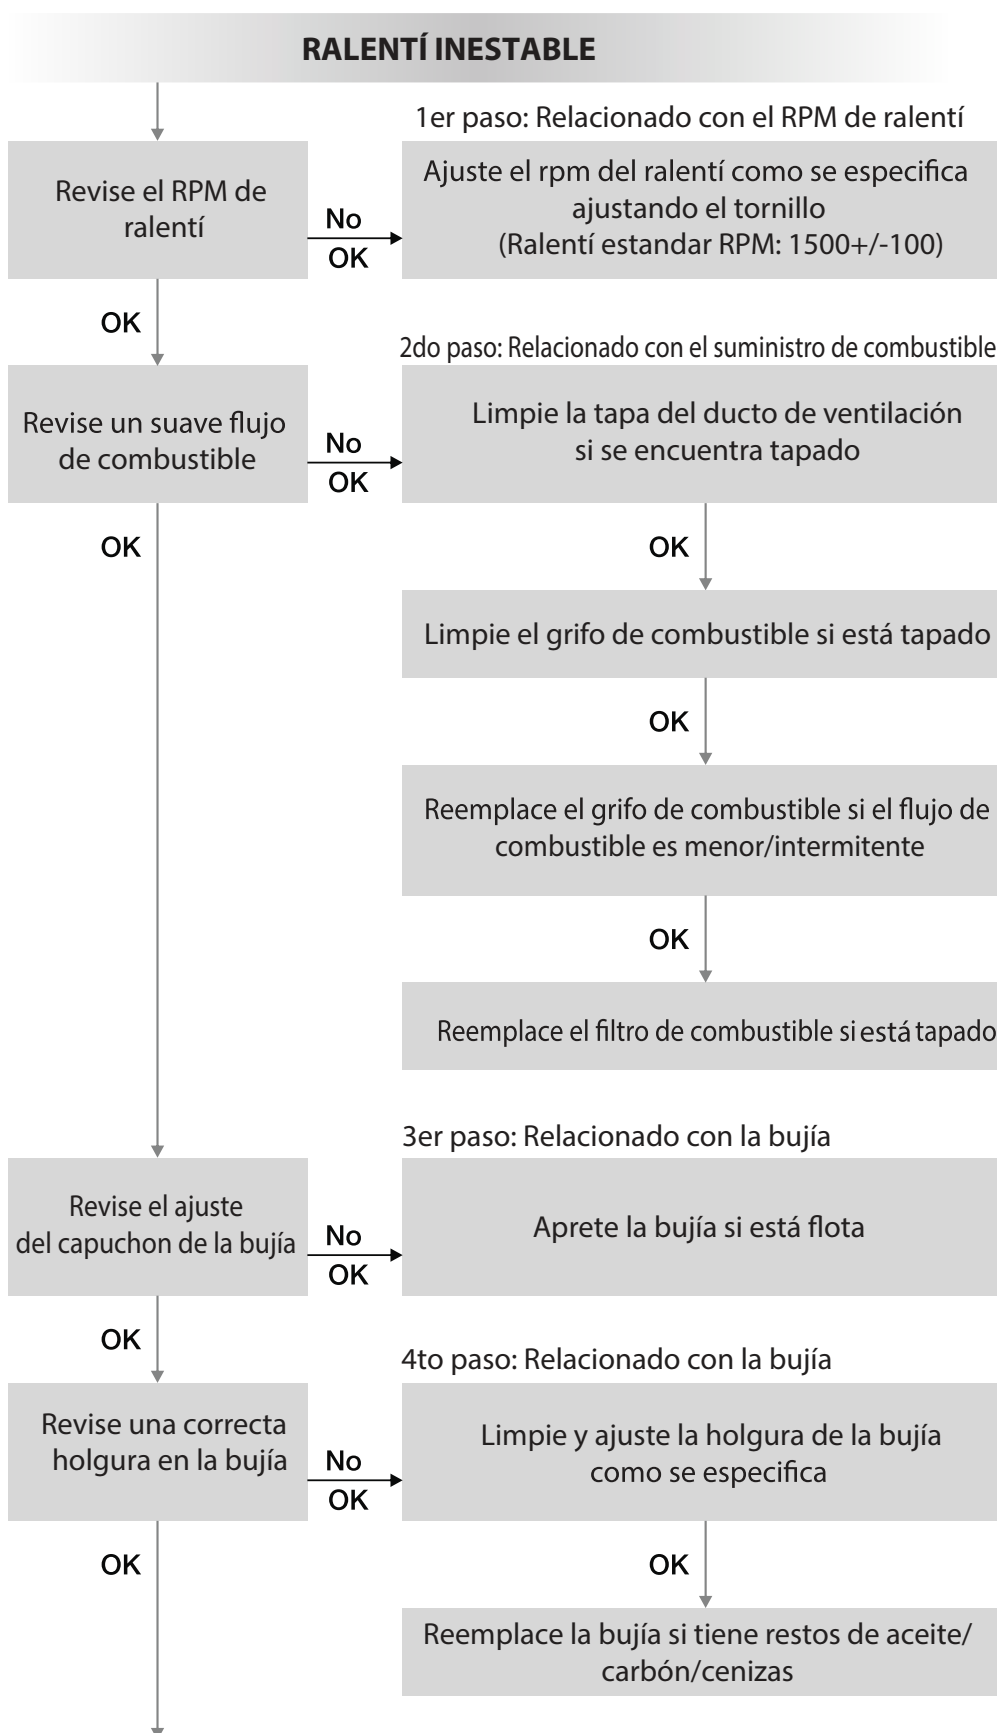 RALENTÍ INESTABLE
1er paso: Relacionado con el RPM de ralentí
Revise el RPM de
ralentí
No
OK
Ajuste el rpm del ralentí como se especifica
ajustando el tornillo
(Ralentí estandar RPM: 1500+/-100)
OK
2do paso: Relacionado con el suministro de combustible
Revise un suave flujo
de combustible
No
OK
Limpie la tapa del ducto de ventilación
si se encuentra tapado
OK
OK
Limpie el grifo de combustible si está tapado
OK
Reemplace el grifo de combustible si el flujo de
combustible es menor/intermitente
OK
Reemplace el filtro de combustible si está tapado
3er paso: Relacionado con la bujía
Revise el ajuste
del capuchon de la bujía
No
OK
Aprete la bujía si está flota
OK
4to paso: Relacionado con la bujía
Revise una correcta
holgura en la bujía
No
OK
Limpie y ajuste la holgura de la bujía
como se especifica
OK
OK
Reemplace la bujía si tiene restos de aceite/
carbón/cenizas